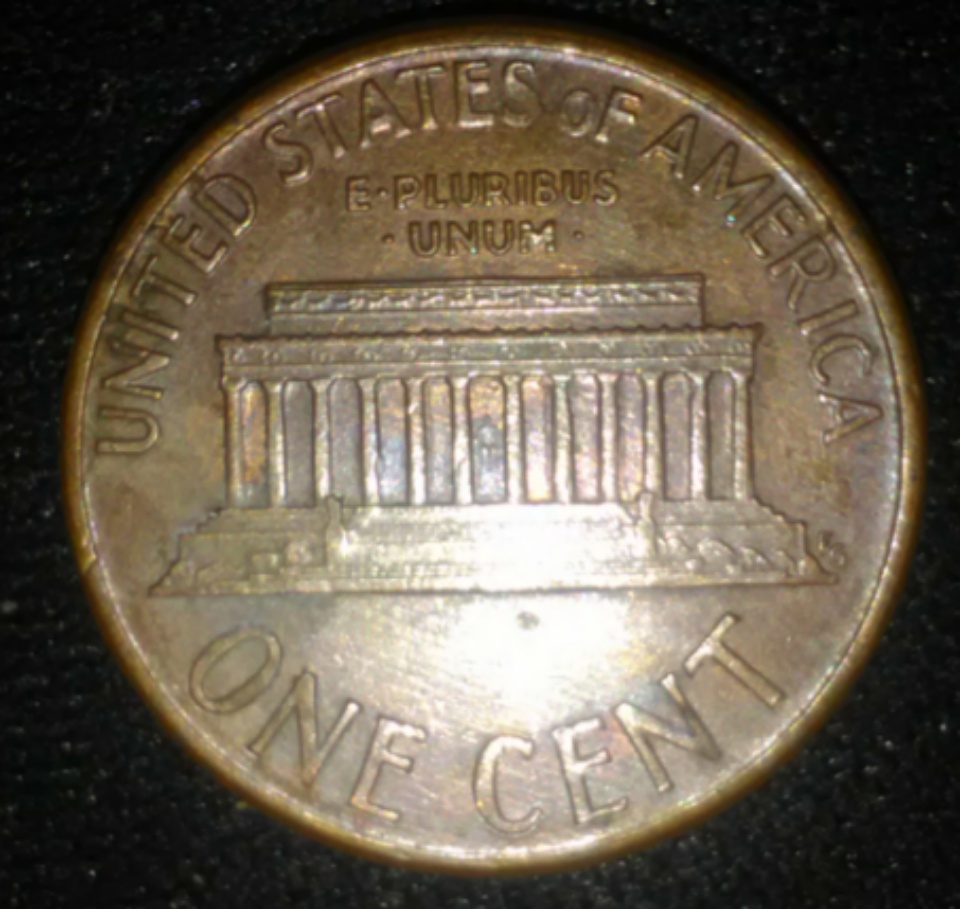 UNITED STATES OF AMERICA
E·PLURIBUS
· UNUM ·
ONE CENT